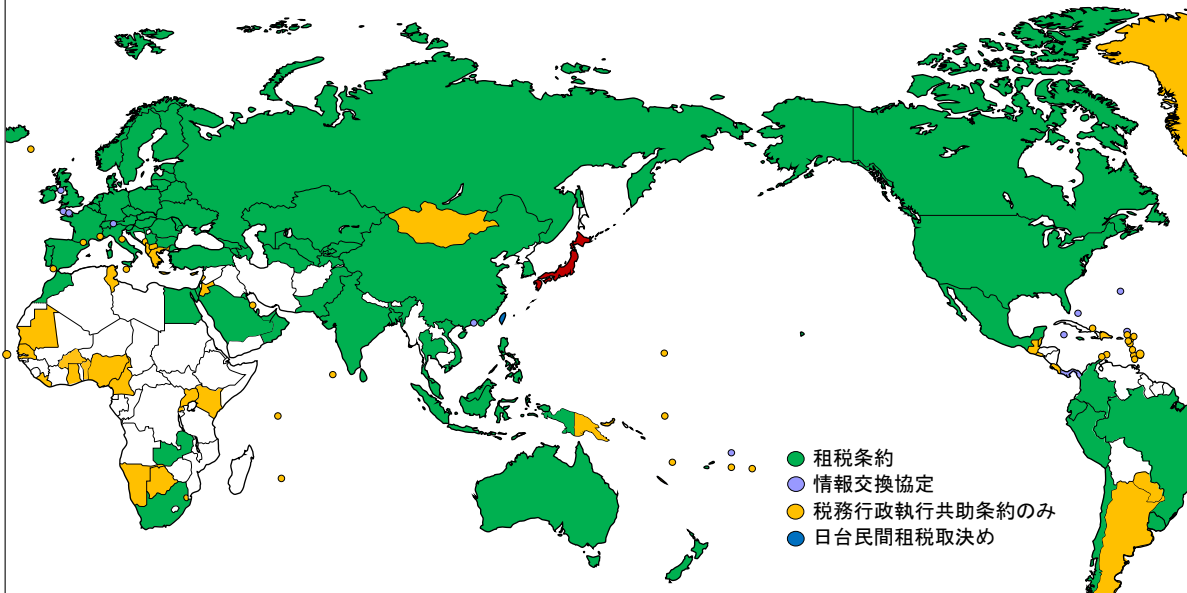 租税条約
情報交換協定
税務行政執行共助条約のみ
日台民間租税取決め